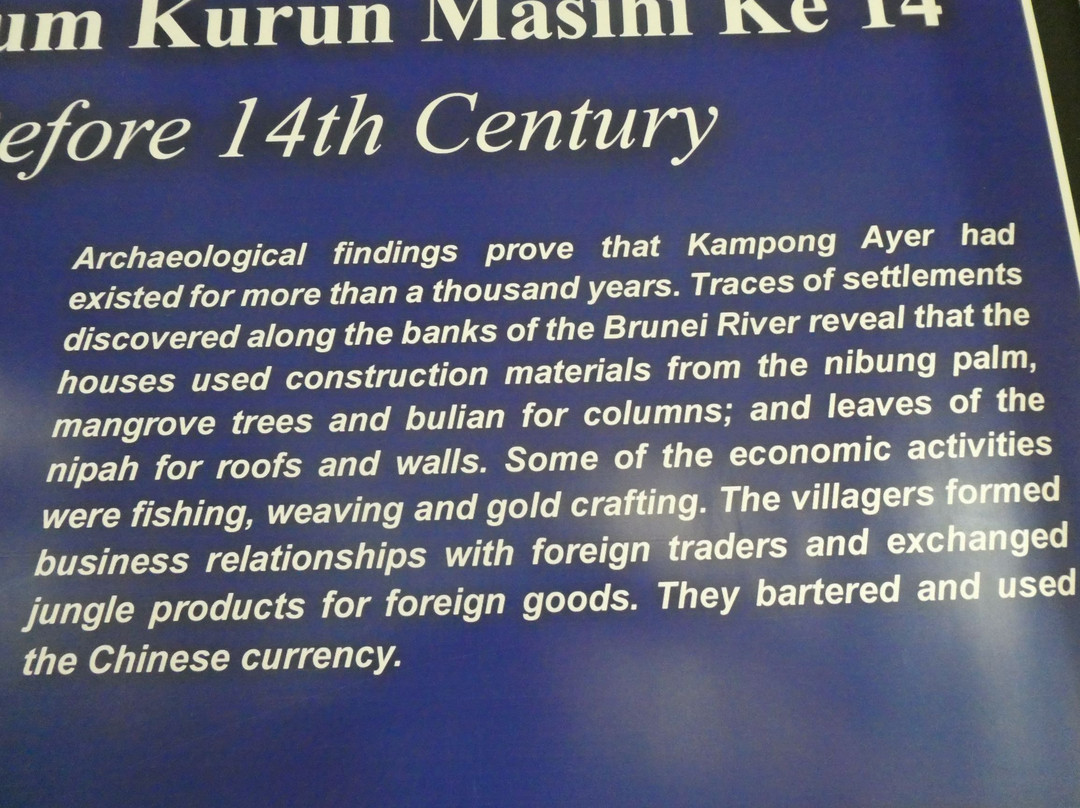 um Kurun Masihi Ke 14
efore 14th Century
Archaeological findings prove that Kampong Ayer had
existed for more than a thousand years. Traces of settlements
discovered along the banks of the Brunei River reveal that the
houses used construction materials from the nibung palm,
mangrove trees and bulian for columns; and leaves of the
nipah for roofs and walls. Some of the economic activities
were fishing, weaving and gold crafting. The villagers formed
business relationships with foreign traders and exchanged
jungle products for foreign goods. They bartered and used
the Chinese currency.